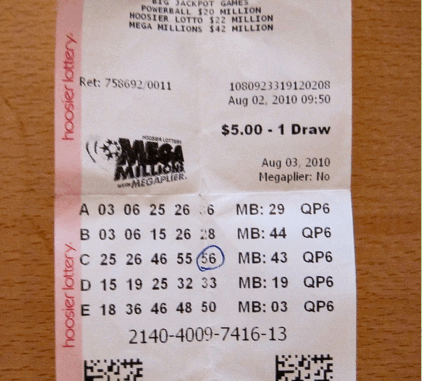 BIG JACKPOT GAMES
POWERBALL $20 MILLION
HOOSIER LOTTO $22 MILLION
MEGA MILLIONS $42 MILLION
Ret: 758692/0011
1080923319120208
Aug 02, 2010 09:50
$5.00 - 1 Draw
HOOSIER LOTTERY
MEGA
MILLIONS
WITH MEGAPLIER.
Aug 03, 2010
Megaplier: No
A 03 06 25 26 MB: 29 QP6
B 03 06 15 26 28 MB: 44 QP6
C 25 26 46 55 56 MB: 43 QP6
D 15 19 25 32 33 MB: 19 QP6
E 18 36 46 48 50 MB: 03 QP6
2140-4009-7416-13
hoosier lottery.
hoosier lottery.